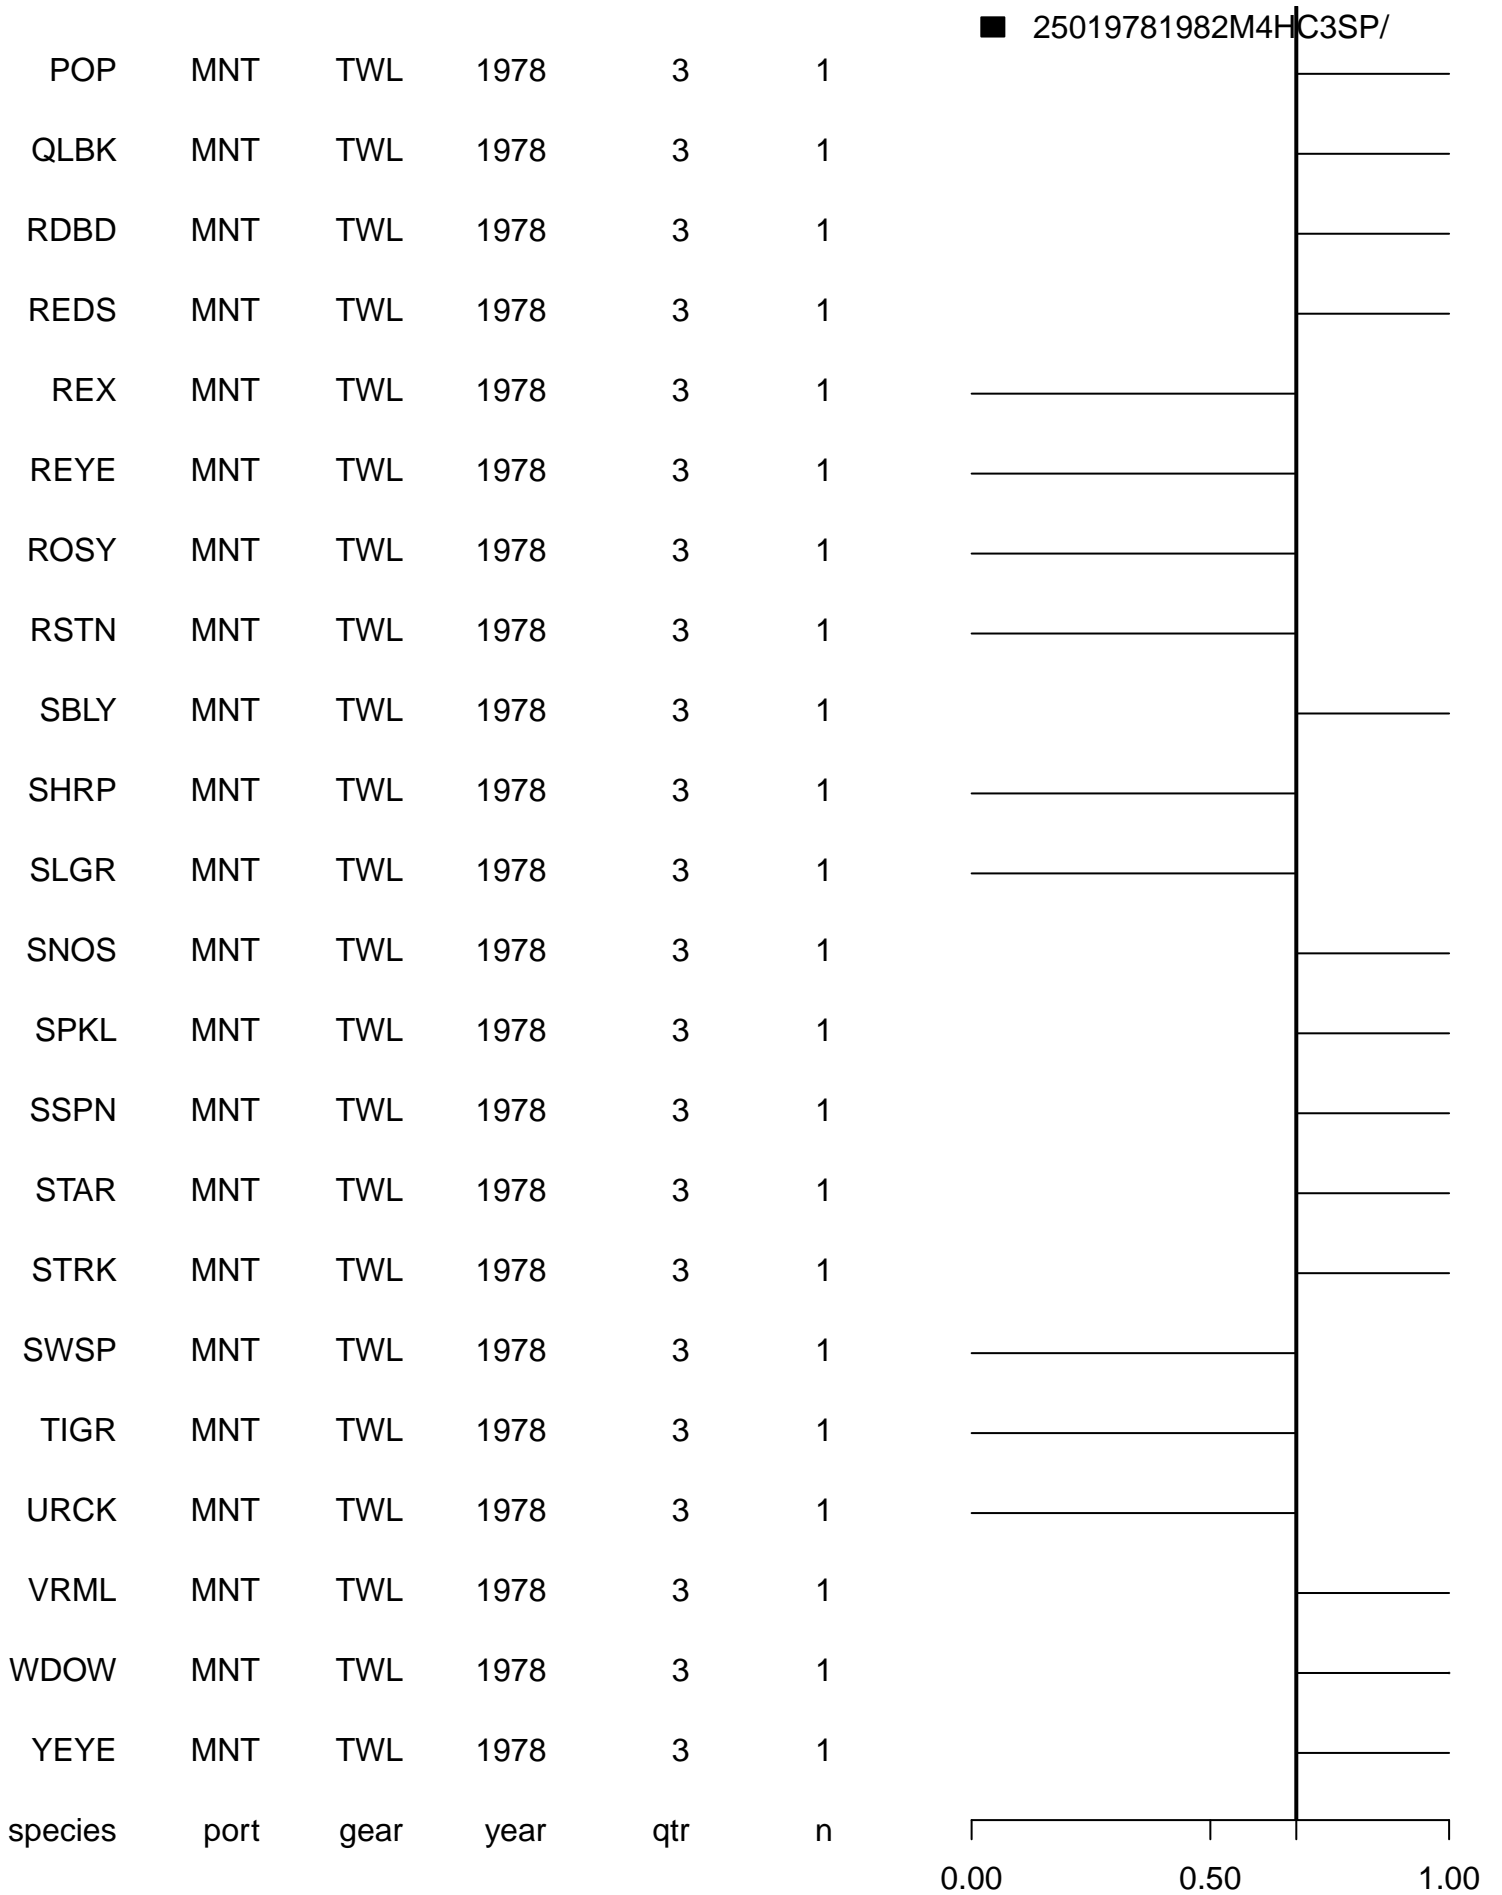 25019781982M4HC3SP/
POP MNT TWL 1978 3 1
QLBK MNT TWL 1978 3 1
RDBD MNT TWL 1978 3 1
REDS MNT TWL 1978 3 1
REX MNT TWL 1978 3 1
REYE MNT TWL 1978 3 1
ROSY MNT TWL 1978 3 1
RSTN MNT TWL 1978 3 1
SBLY MNT TWL 1978 3 1
SHRP MNT TWL 1978 3 1
SLGR MNT TWL 1978 3 1
SNOS MNT TWL 1978 3 1
SPKL MNT TWL 1978 3 1
SSPN MNT TWL 1978 3 1
STAR MNT TWL 1978 3 1
STRK MNT TWL 1978 3 1
SWSP MNT TWL 1978 3 1
TIGR MNT TWL 1978 3 1
URCK MNT TWL 1978 3 1
VRML MNT TWL 1978 3 1
WDOW MNT TWL 1978 3 1
YEYE MNT TWL 1978 3 1
species port gear year qtr n
0.00 0.50 1.00